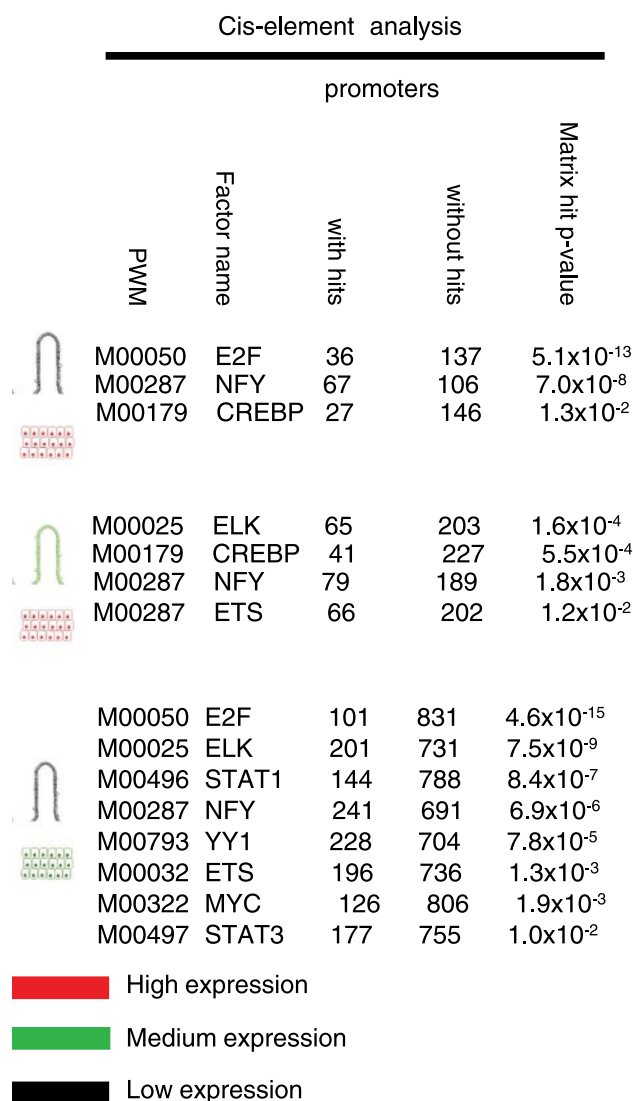 Cis-element analysis
promoters
PWM Factor name with hits without hits Matrix hit p-value
M00050 E2F 36 137 5.1x10⁻¹³
M00287 NFY 67 106 7.0x10⁻⁸
M00179 CREBP 27 146 1.3x10⁻²
M00025 ELK 65 203 1.6x10⁻⁴
M00179 CREBP 41 227 5.5x10⁻⁴
M00287 NFY 79 189 1.8x10⁻³
M00287 ETS 66 202 1.2x10⁻²
M00050 E2F 101 831 4.6x10⁻¹⁵
M00025 ELK 201 731 7.5x10⁻⁹
M00496 STAT1 144 788 8.4x10⁻⁷
M00287 NFY 241 691 6.9x10⁻⁶
M00793 YY1 228 704 7.8x10⁻⁵
M00032 ETS 196 736 1.3x10⁻³
M00322 MYC 126 806 1.9x10⁻³
M00497 STAT3 177 755 1.0x10⁻²
High expression
Medium expression
Low expression